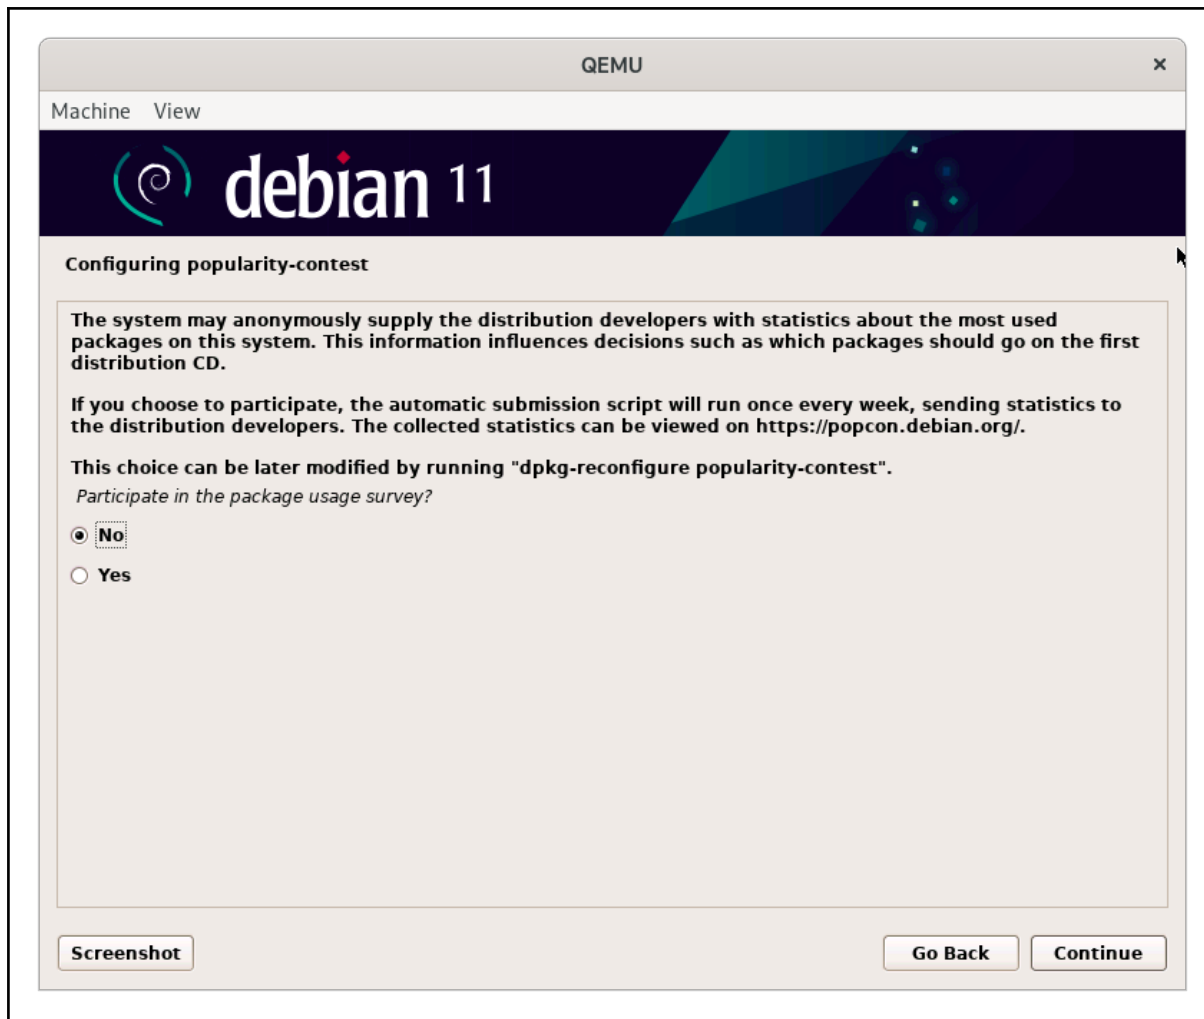 QEMU
Machine View
debian 11
Configuring popularity-contest
The system may anonymously supply the distribution developers with statistics about the most used
packages on this system. This information influences decisions such as which packages should go on the first
distribution CD.
If you choose to participate, the automatic submission script will run once every week, sending statistics to
the distribution developers. The collected statistics can be viewed on https://popcon.debian.org/.
This choice can be later modified by running "dpkg-reconfigure popularity-contest".
Participate in the package usage survey?
No
Yes
Screenshot Go Back Continue